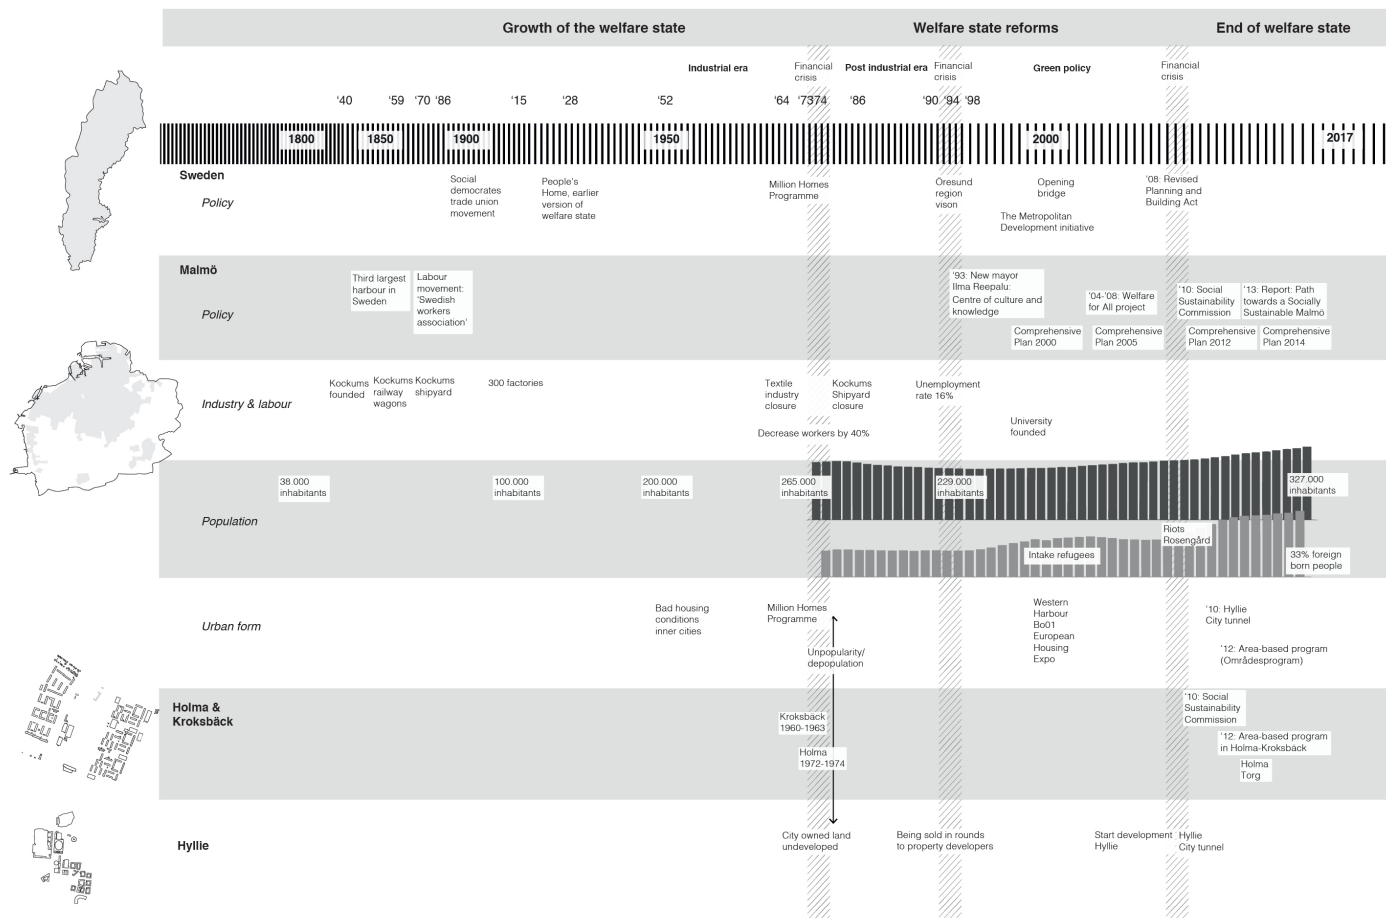 Growth of the welfare state
Welfare state reforms
End of welfare state
Industrial era
Financial
crisis
Post industrial era
Financial
crisis
Green policy
Financial
crisis
‘40
‘59
‘70
‘86
‘15
‘28
‘52
‘64
‘73
74
‘86
‘90
‘94
‘98
1800
1850
1900
1950
2000
2017
Sweden
Policy
Social
democrates
trade union
movement
People's
Home, earlier
version of
welfare state
Million Homes
Programme
Öresund
region
vison
Opening
bridge
The Metropolitan
Development initiative
'08: Revised
Planning and
Building Act
Malmö
Policy
Third largest
harbour in
Sweden
Labour
movement:
'Swedish
workers
association'
'93: New mayor
Ilma Reepalu:
Centre of culture and
knowledge
'04-'08: Welfare
for All project
'10: Social
Sustainability
Commission
'13: Report: Path
towards a Socially
Sustainable Malmö
Comprehensive
Plan 2000
Comprehensive
Plan 2005
Comprehensive
Plan 2012
Comprehensive
Plan 2014
Industry & labour
Kockums
founded
Kockums
railway
wagons
Kockums
shipyard
300 factories
Textile
industry
closure
Kockums
Shipyard
closure
Unemployment
rate 16%
Decrease workers by 40%
University
founded
Population
38.000
inhabitants
100.000
inhabitants
200.000
inhabitants
265.000
inhabitants
229.000
inhabitants
327.000
inhabitants
Riots
Rosengård
Intake refugees
33% foreign
born people
Urban form
Bad housing
conditions
inner cities
Million Homes
Programme
Unpopularity/
depopulation
Western
Harbour
Bo01
European
Housing
Expo
'10: Hyllie
City tunnel
'12: Area-based program
(Områdesprogram)
Holma &
Kroksbäck
Kroksbäck
1960-1963
Holma
1972-1974
'10: Social
Sustainability
Commission
'12: Area-based program
in Holma-Kroksbäck
Holma
Torg
Hyllie
City owned land
undeveloped
Being sold in rounds
to property developers
Start development
Hyllie
Hyllie
City tunnel